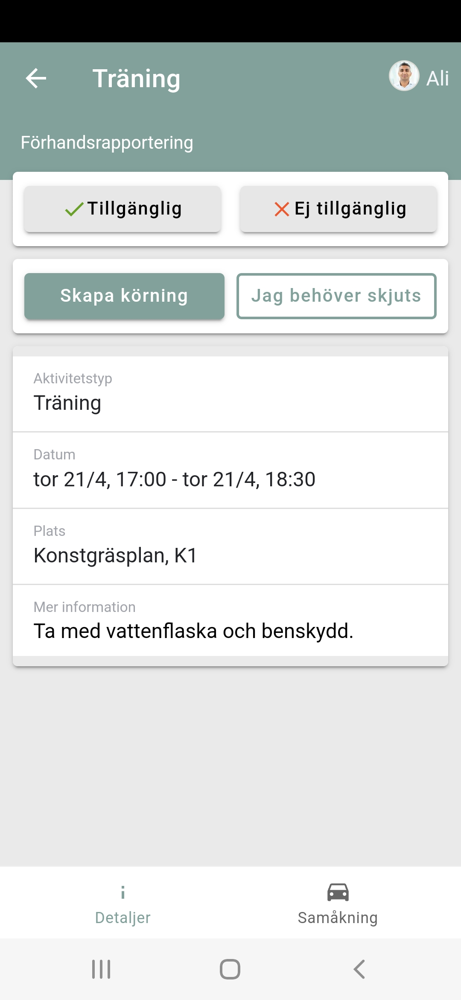 Träning
Ali
Förhandsrapportering
Tillgänglig
Ej tillgänglig
Skapa körning
Jag behöver skjuts
Aktivitetstyp
Träning
Datum
tor 21/4, 17:00 - tor 21/4, 18:30
Plats
Konstgräsplan, K1
Mer information
Ta med vattenflaska och benskydd.
Detaljer
Samåkning